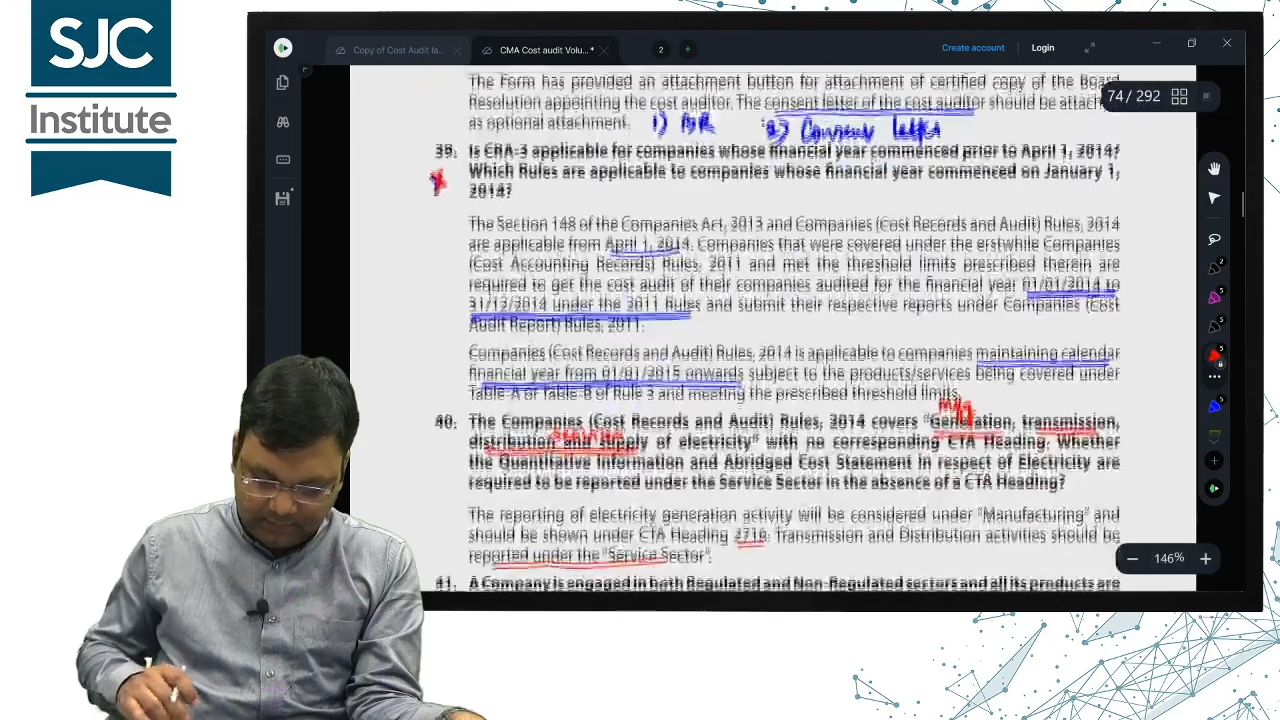 SJC
Institute
Copy of Cost Audit la...
CMA Cost audit Volu...*
2
Create account
Login
74 / 292
The Form has provided an attachment button for attachment of certified copy of the Board
Resolution appointing the cost auditor. The consent letter of the cost auditor should be attach
as optional attachment.
1) BR
2) Consent letter
39. Is CRA-3 applicable for companies whose financial year commenced prior to April 1, 2014?
Which Rules are applicable to companies whose financial year commenced on January 1,
2014?
The Section 148 of the Companies Act, 2013 and Companies (Cost Records and Audit) Rules, 2014
are applicable from April 1, 2014. Companies that were covered under the erstwhile Companies
(Cost Accounting Records) Rules, 2011 and met the threshold limits prescribed therein are
required to get the cost audit of their companies audited for the financial year 01/01/2014 to
31/13/2014 under the 2011 Rules and submit their respective reports under Companies (Cost
Audit Report) Rules, 2011.
Companies (Cost Records and Audit) Rules, 2014 is applicable to companies maintaining calendar
financial year from 01/01/2015 onwards subject to the products/services being covered under
Table-A or Table-B of Rule 3 and meeting the prescribed threshold limits.
Mfg
40. The Companies (Cost Records and Audit) Rules, 2014 covers "Generation, transmission,
service
distribution and supply of electricity" with no corresponding CTA Heading. Whether
the Quantitative Information and Abridged Cost Statement in respect of Electricity are
required to be reported under the Service Sector in the absence of a CTA Heading?
The reporting of electricity generation activity will be considered under "Manufacturing" and
should be shown under CTA Heading 2716. Transmission and Distribution activities should be
reported under the "Service Sector".
41. A Company is engaged in both Regulated and Non-Regulated sectors and all its products are
146%